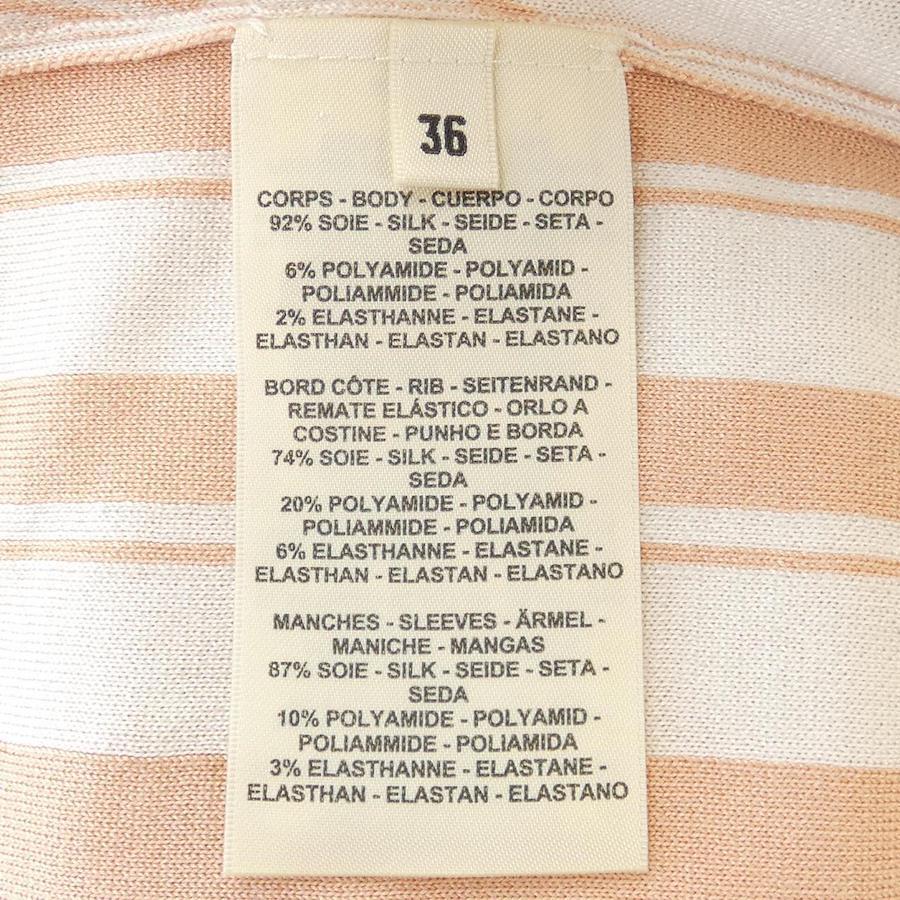 36
CORPS - BODY - CUERPO - CORPO
92% SOIE - SILK - SEIDE - SETA -
SEDA
6% POLYAMIDE - POLYAMID -
POLIAMMIDE - POLIAMIDA
2% ELASTHANNE - ELASTANE -
ELASTHAN - ELASTAN - ELASTANO
BORD CÔTE - RIB - SEITENRAND -
REMATE ELÁSTICO - ORLO A
COSTINE - PUNHO E BORDA
74% SOIE - SILK - SEIDE - SETA -
SEDA
20% POLYAMIDE - POLYAMID -
POLIAMMIDE - POLIAMIDA
6% ELASTHANNE - ELASTANE -
ELASTHAN - ELASTAN - ELASTANO
MANCHES - SLEEVES - ÄRMEL -
MANICHE - MANGAS
87% SOIE - SILK - SEIDE - SETA -
SEDA
10% POLYAMIDE - POLYAMID -
POLIAMMIDE - POLIAMIDA
3% ELASTHANNE - ELASTANE -
ELASTHAN - ELASTAN - ELASTANO